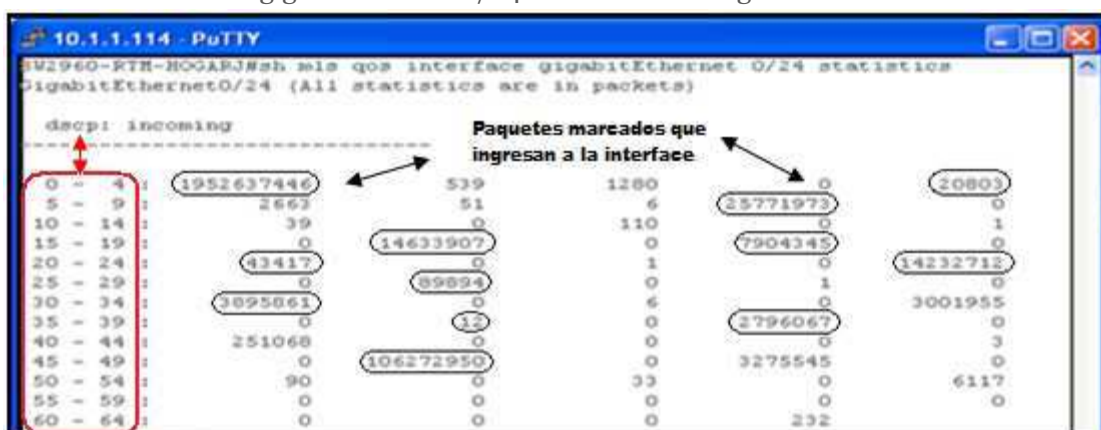 10.1.1.114 - PuTTY
SW2960-RTM-HOGARJ#sh mls qos interface gigabitEthernet 0/24 statistics
GigabitEthernet0/24 (All statistics are in packets)
dscp: incoming
Paquetes marcados que
ingresan a la interface
-------------------------------
0 - 4 : 1952637446 539 1280 0 20803
5 - 9 : 2663 51 6 25771973 0
10 - 14 : 39 0 110 0 1
15 - 19 : 0 14633907 0 7904345 0
20 - 24 : 43417 0 1 0 14232712
25 - 29 : 0 89894 0 1 0
30 - 34 : 3895861 0 6 0 3001955
35 - 39 : 0 12 0 2796067 0
40 - 44 : 251068 0 0 0 3
45 - 49 : 0 106272950 0 3275545 0
50 - 54 : 90 0 33 0 6117
55 - 59 : 0 0 0 0 0
60 - 64 : 0 0 0 232